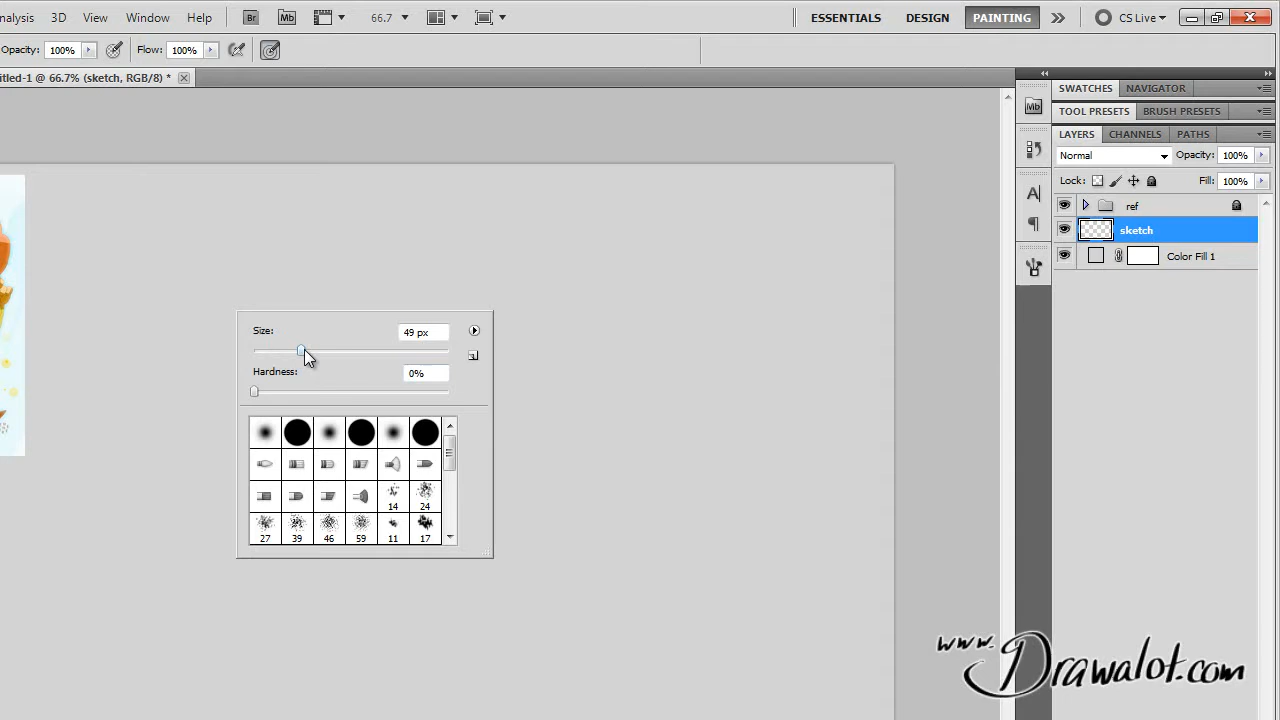 nalysis 3D View Window Help Br Mb 66.7 ESSENTIALS DESIGN PAINTING CS Live
Opacity: 100% Flow: 100%
titled-1 @ 66.7% (sketch, RGB/8) *
SWATCHES NAVIGATOR
Mb
TOOL PRESETS BRUSH PRESETS
LAYERS CHANNELS PATHS
Normal Opacity: 100%
Lock: Fill: 100%
A
ref
sketch
Color Fill 1
Size: 49 px
Hardness: 0%
14 24
27 39 46 59 11 17
www.Drawalot.com